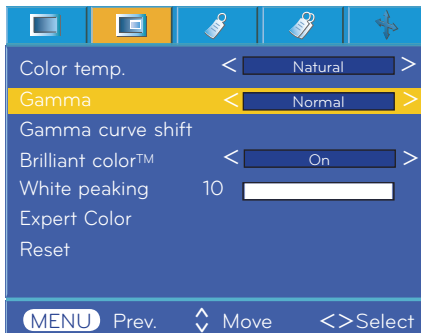 Color temp. < Natural >
Gamma < Normal >
Gamma curve shift
Brilliant color™ < On >
White peaking 10
Expert Color
Reset
MENU Prev. Move <>Select